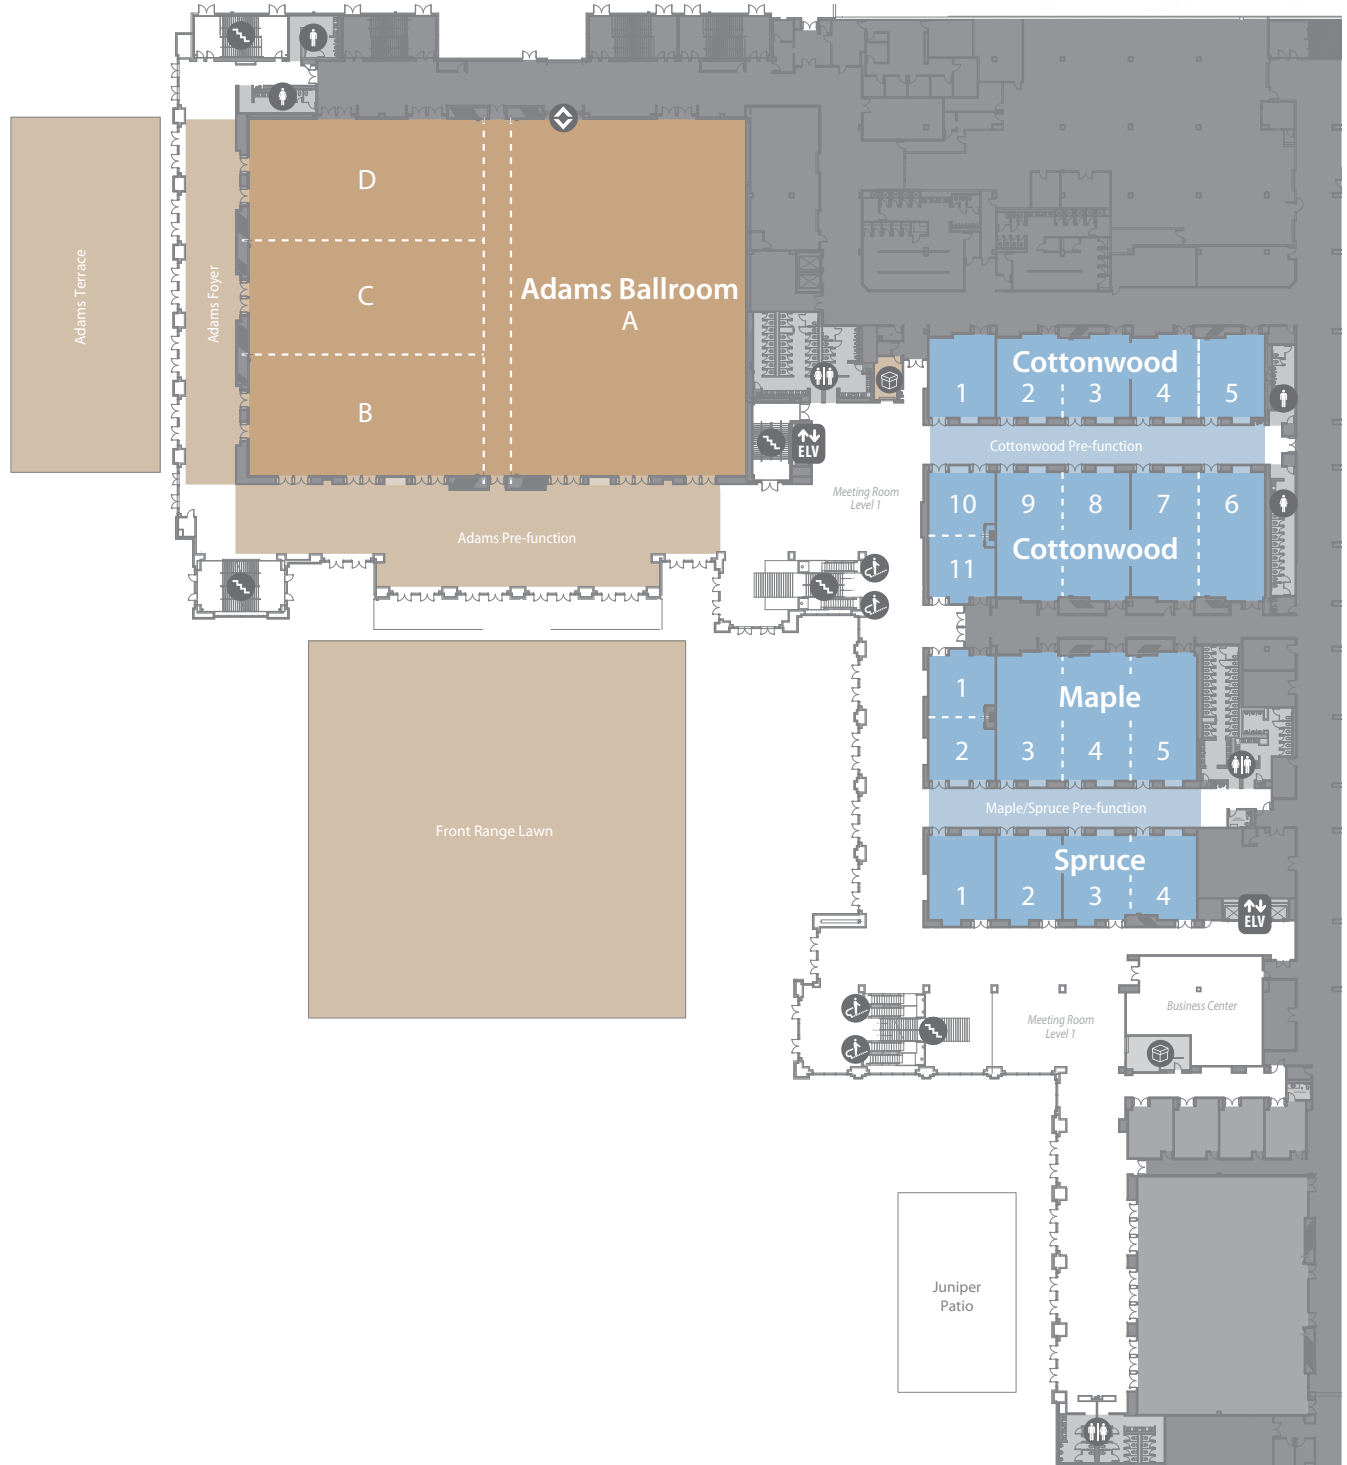 D
Adams Terrace
Adams Foyer
C
Adams Ballroom
A
B
ELV
Cottonwood
1
2
3
4
5
Cottonwood Pre-function
Meeting Room
Level 1
10
9
8
7
6
Cottonwood
11
Adams Pre-function
1
Maple
2
3
4
5
Maple/Spruce Pre-function
Front Range Lawn
Spruce
1
2
3
4
ELV
Business Center
Meeting Room
Level 1
Juniper
Patio